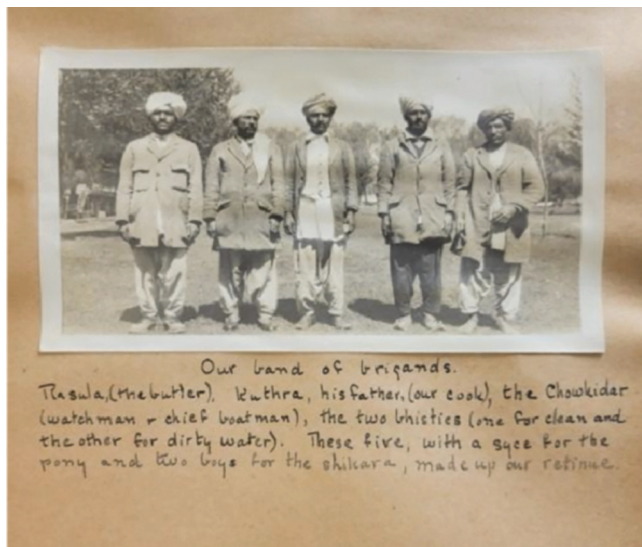 Our band of brigands.
Rasula, (the butler), Kuthra, his father, (our cook), the Chowkidar
(watchman & chief boatman), the two bhisties (one for clean and
the other for dirty water). These five, with a syce for the
pony and two boys for the shikara, made up our retinue.